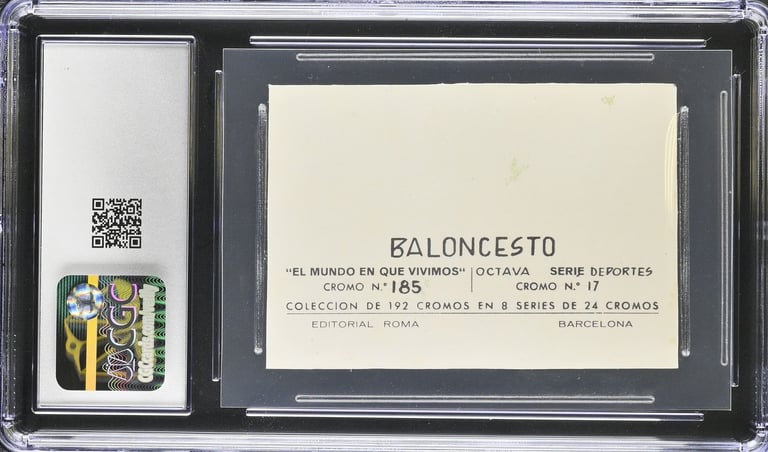 BALONCESTO
"EL MUNDO EN QUE VIVIMOS" OCTAVA SERIE DEPORTES
CROMO N.º 185 CROMO N.º 17
COLECCION DE 192 CROMOS EN 8 SERIES DE 24 CROMOS
EDITORIAL ROMA BARCELONA
CGC